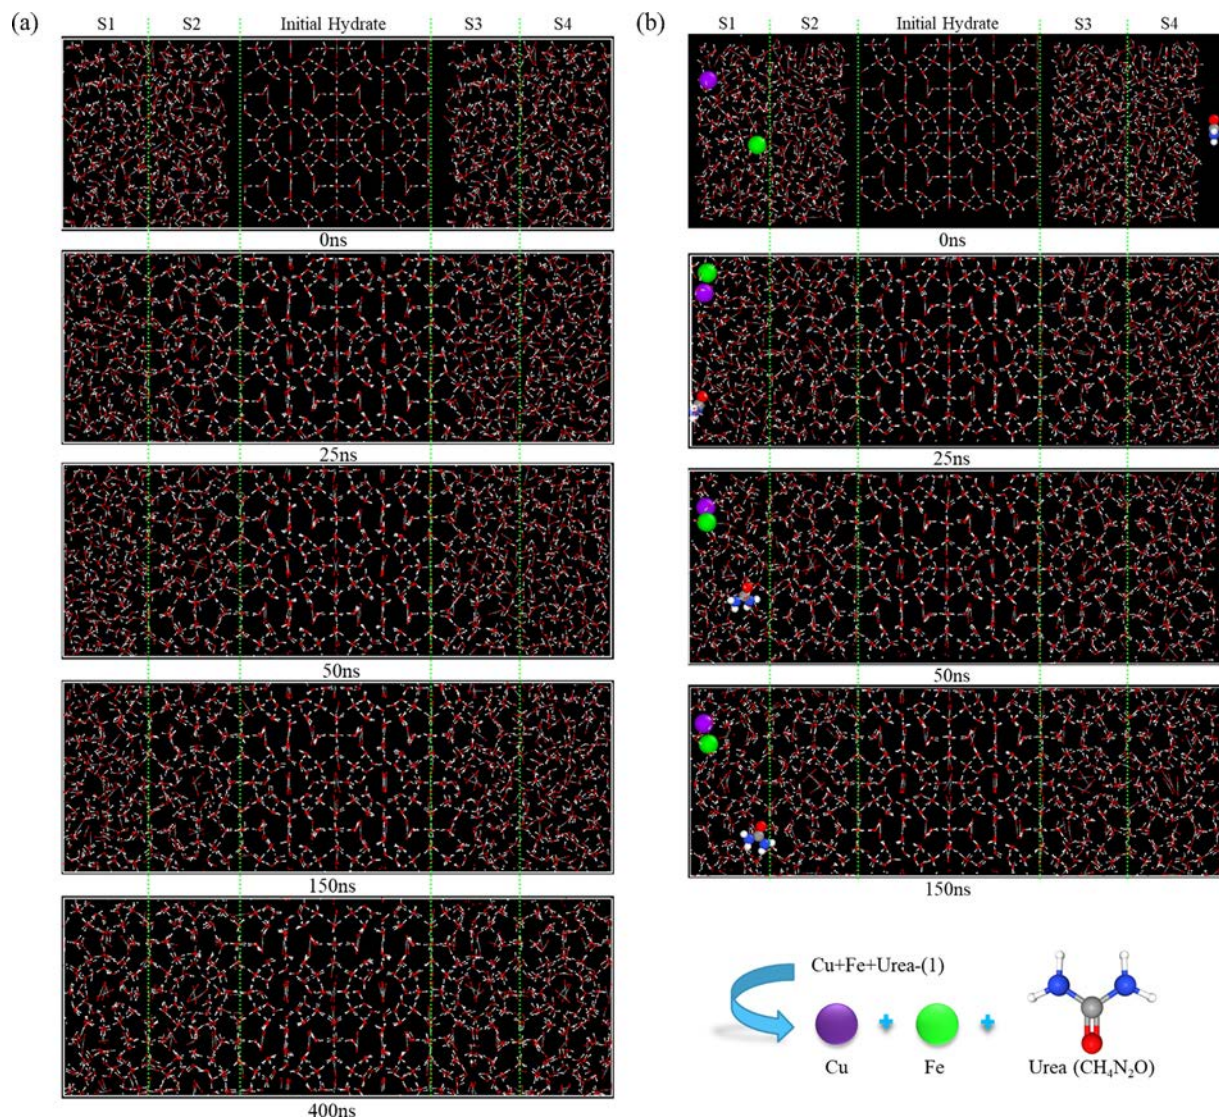 (a)
S1 S2 Initial Hydrate S3 S4
0ns
25ns
50ns
150ns
400ns
(b)
S1 S2 Initial Hydrate S3 S4
0ns
25ns
50ns
150ns
Cu+Fe+Urea-(1)
Cu Fe Urea (CH₄N₂O)